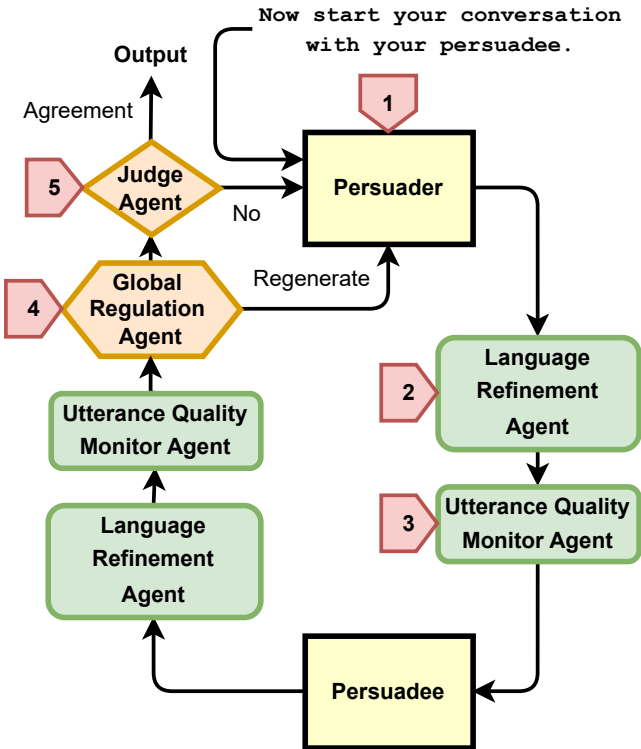 Now start your conversation
with your persuadee.
Output
Agreement
1
5
Judge
Agent
No
Persuader
4
Global
Regulation
Agent
Regenerate
2
Language
Refinement
Agent
Utterance Quality
Monitor Agent
3
Utterance Quality
Monitor Agent
Language
Refinement
Agent
Persuadee